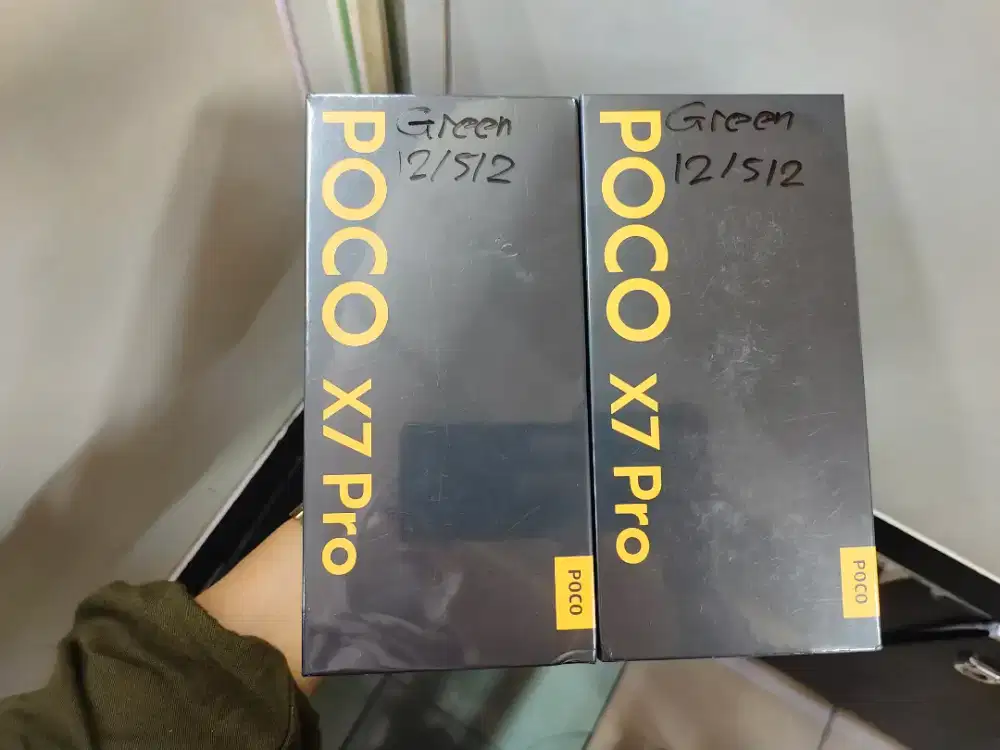 POCO X7 Pro
Green
12/512
POCO
POCO X7 Pro
Green
12/512
POCO